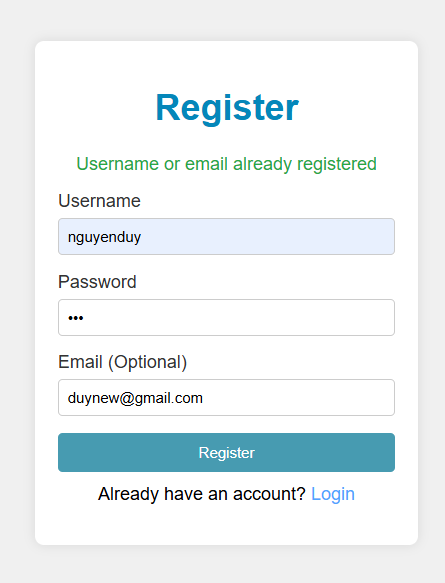 Register
Username or email already registered
Username
nguyenduy
Password
•••
Email (Optional)
duynew@gmail.com
Register
Already have an account? Login